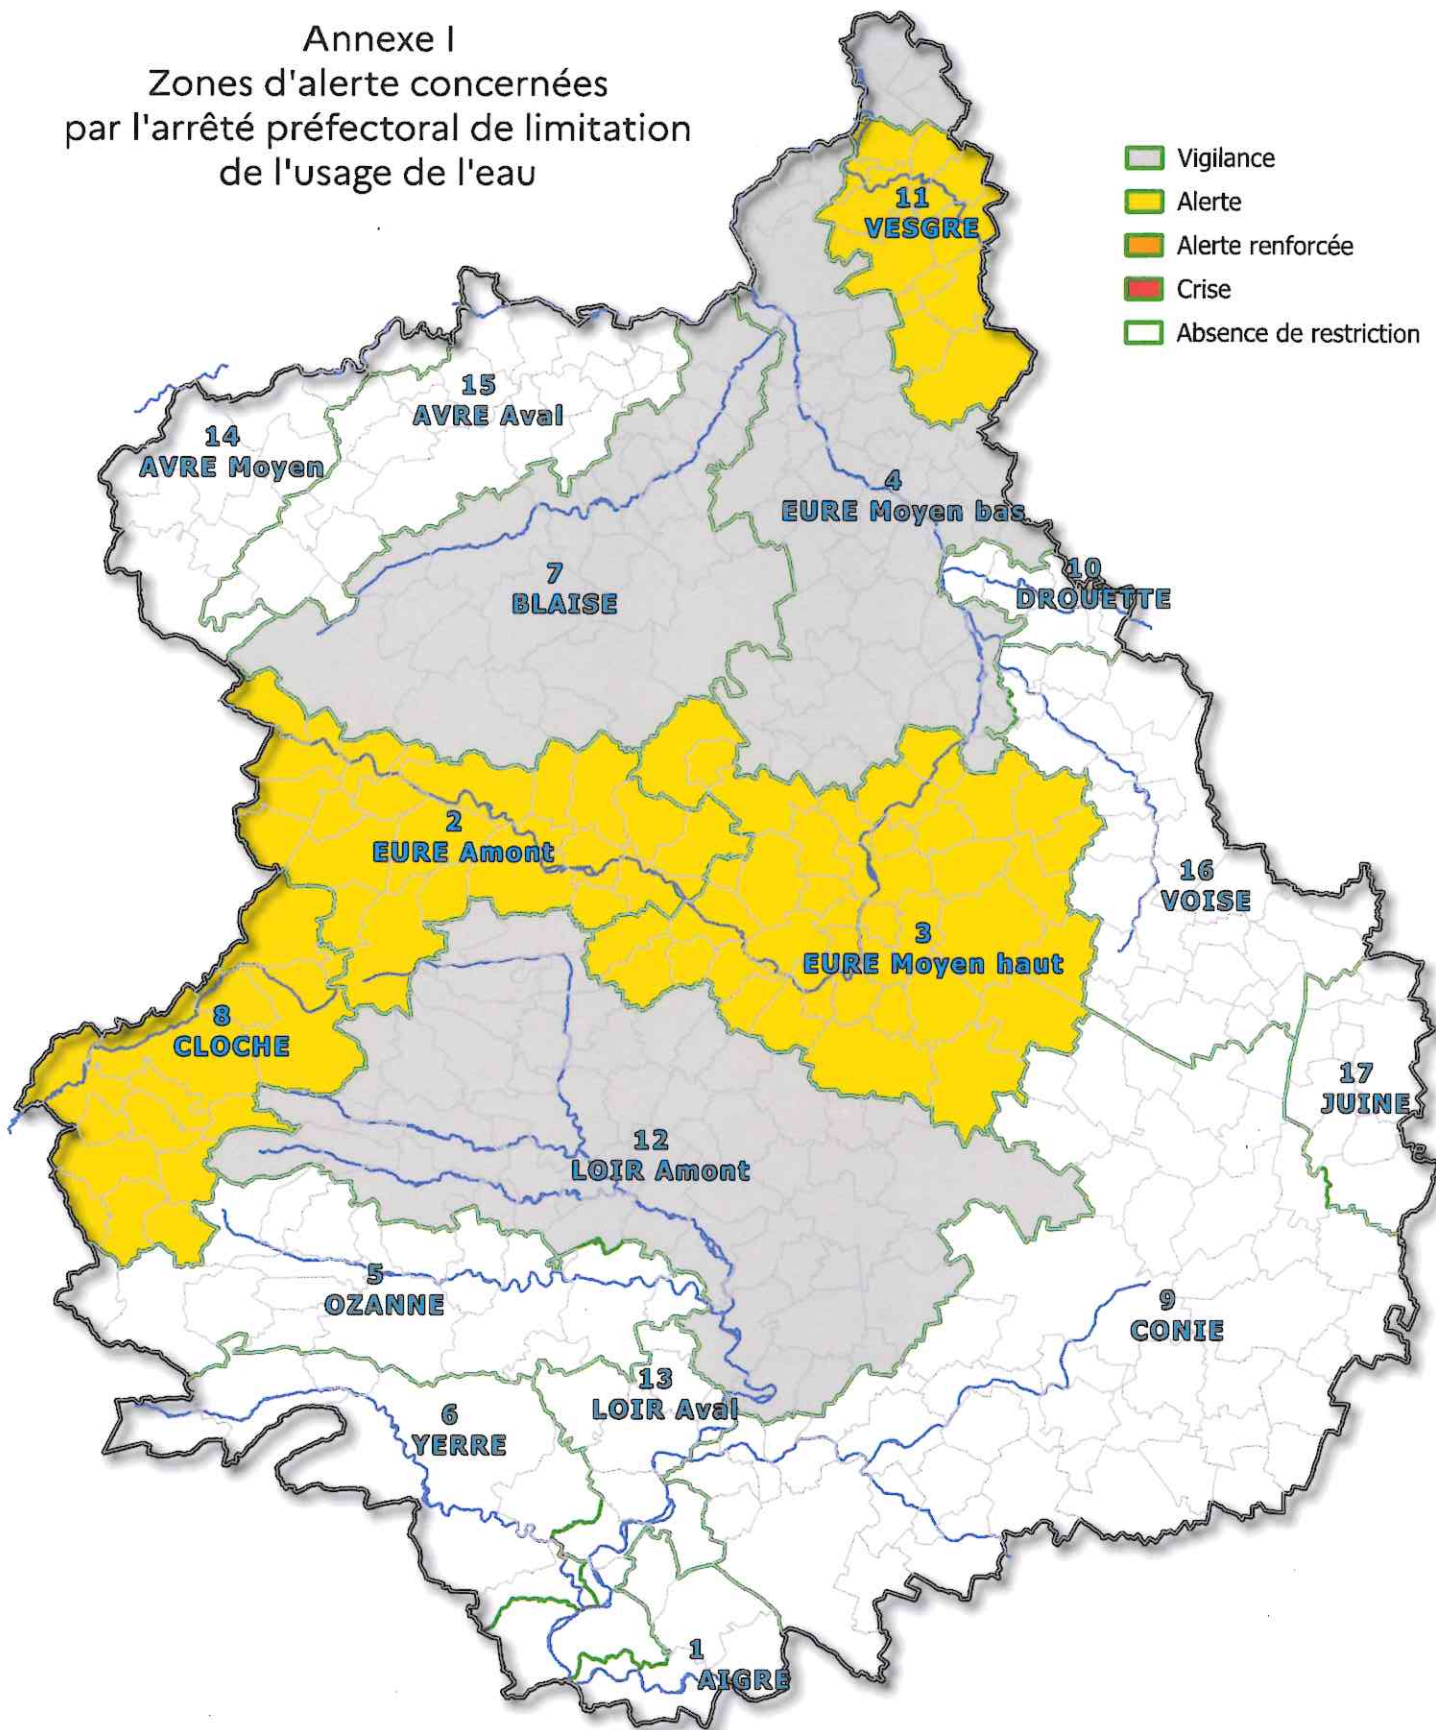 Annexe I
Zones d'alerte concernées
par l'arrêté préfectoral de limitation
de l'usage de l'eau
Vigilance
Alerte
Alerte renforcée
Crise
Absence de restriction
11
VESGRE
15
AVRE Aval
14
AVRE Moyen
4
EURE Moyen bas
7
BLAISE
10
DROUETTE
2
EURE Amont
16
VOISE
3
EURE Moyen haut
8
CLOCHE
17
JUINE
12
LOIR Amont
5
OZANNE
9
CONIE
13
LOIR Aval
6
YERRE
1
AIGRE